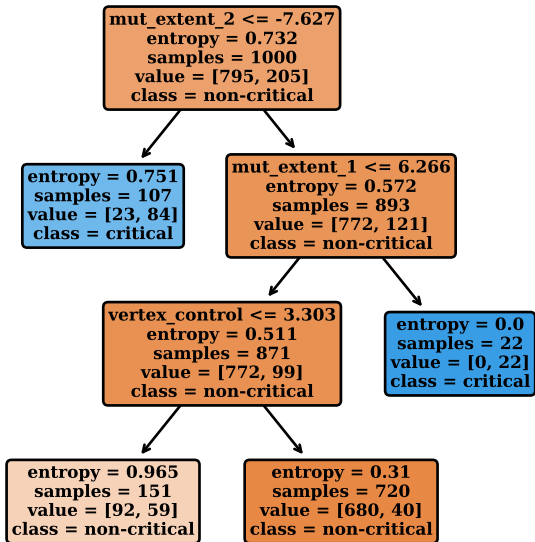 mut_extent_2 <= -7.627
entropy = 0.732
samples = 1000
value = [795, 205]
class = non-critical
entropy = 0.751
samples = 107
value = [23, 84]
class = critical
mut_extent_1 <= 6.266
entropy = 0.572
samples = 893
value = [772, 121]
class = non-critical
vertex_control <= 3.303
entropy = 0.511
samples = 871
value = [772, 99]
class = non-critical
entropy = 0.0
samples = 22
value = [0, 22]
class = critical
entropy = 0.965
samples = 151
value = [92, 59]
class = non-critical
entropy = 0.31
samples = 720
value = [680, 40]
class = non-critical